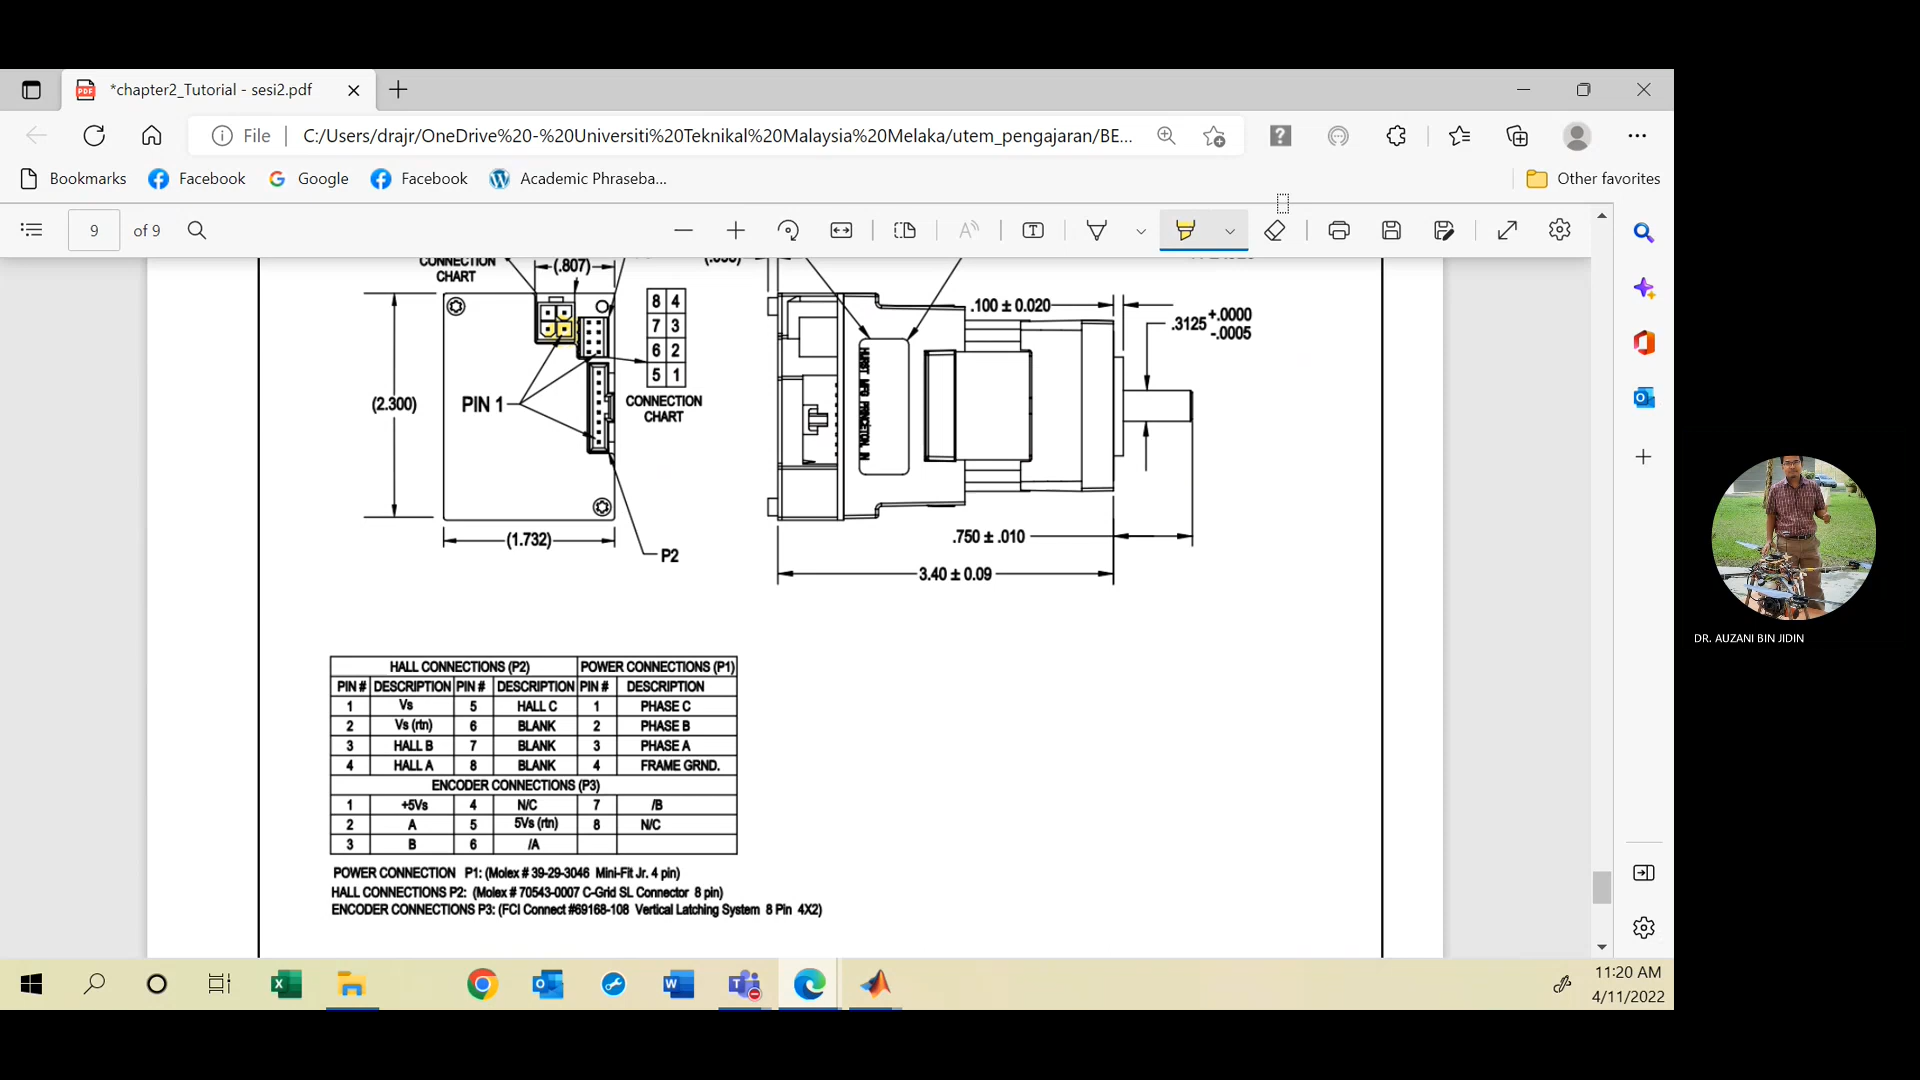 *chapter2_Tutorial - sesi2.pdf
File
C:/Users/drajr/OneDrive%20-%20Universiti%20Teknikal%20Malaysia%20Melaka/utem_pengajaran/BE...
Bookmarks
Facebook
Google
Facebook
Academic Phraseba...
Other favorites
9 of 9
CONNECTION
CHART
(.807)
8 4
7 3
6 2
5 1
CONNECTION
CHART
PIN 1
(2.300)
(1.732)
P2
HURST MFG PRINCETON, IN
.100 ± 0.020
.3125 +.0000
-.0005
.750 ± .010
3.40 ± 0.09
HALL CONNECTIONS (P2) POWER CONNECTIONS (P1)
PIN # DESCRIPTION PIN # DESCRIPTION PIN # DESCRIPTION
1 Vs 5 HALL C 1 PHASE C
2 Vs (rtn) 6 BLANK 2 PHASE B
3 HALL B 7 BLANK 3 PHASE A
4 HALL A 8 BLANK 4 FRAME GRND.
ENCODER CONNECTIONS (P3)
1 +5Vs 4 N/C 7 /B
2 A 5 5Vs (rtn) 8 N/C
3 B 6 /A
POWER CONNECTION P1: (Molex # 39-29-3046 Mini-Fit Jr. 4 pin)
HALL CONNECTIONS P2: (Molex # 70543-0007 C-Grid SL Connector 8 pin)
ENCODER CONNECTIONS P3: (FCI Connect #69168-108 Vertical Latching System 8 Pin 4X2)
DR. AUZANI BIN JIDIN
11:20 AM
4/11/2022